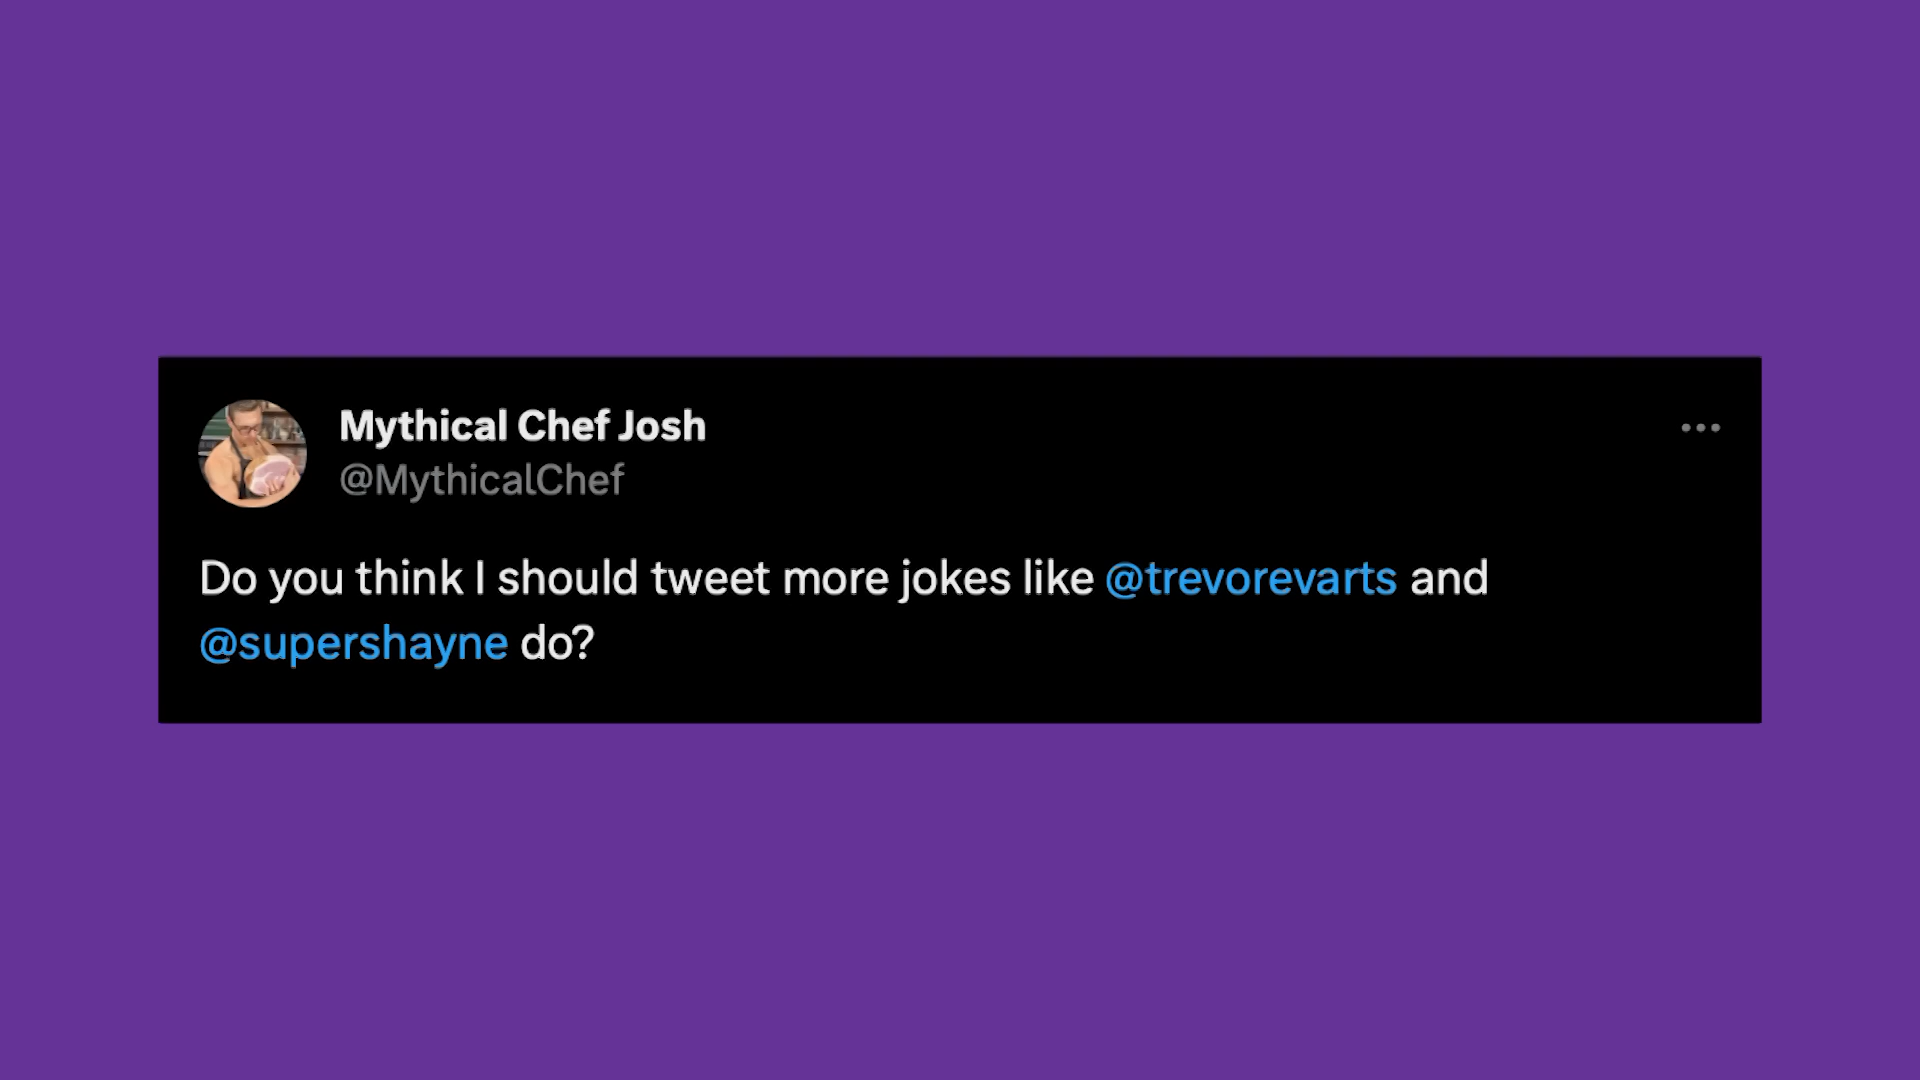 Mythical Chef Josh
@MythicalChef
Do you think I should tweet more jokes like @trevorevarts and
@supershayne do?